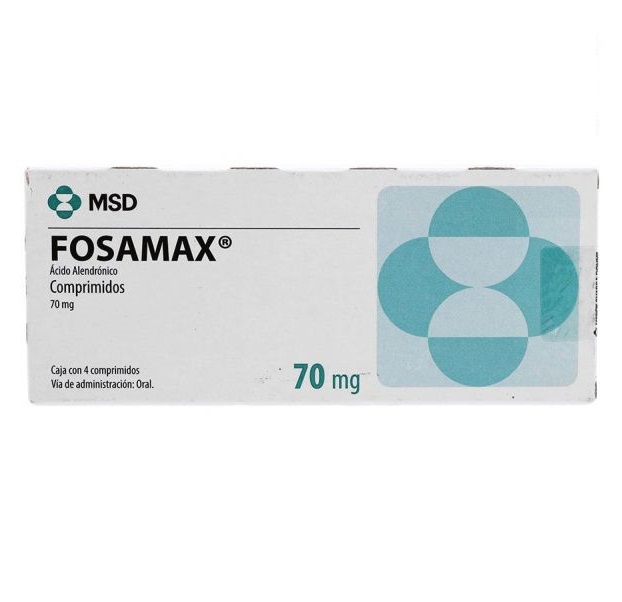 MSD
FOSAMAX®
Ácido Alendrónico
Comprimidos
70 mg
Caja con 4 comprimidos
Vía de administración: Oral.
70 mg